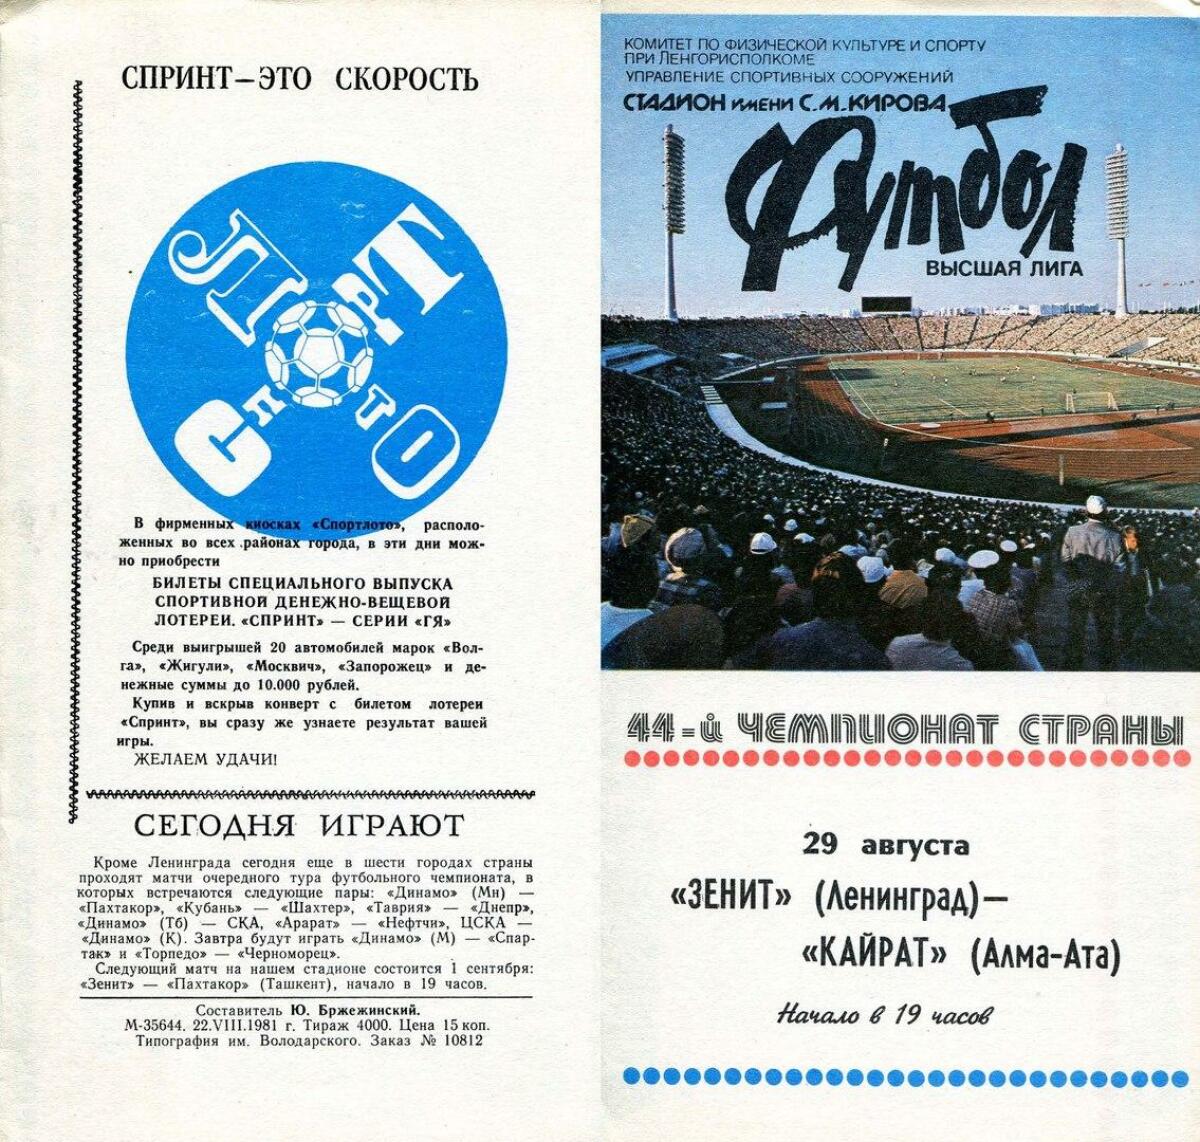 СПРИНТ—ЭТО СКОРОСТЬ
СпОРТ
ЛОтО
В фирменных киосках «Спортлото», располо-
женных во всех районах города, в эти дни мож-
но приобрести
БИЛЕТЫ СПЕЦИАЛЬНОГО ВЫПУСКА
СПОРТИВНОЙ ДЕНЕЖНО-ВЕЩЕВОЙ
ЛОТЕРЕИ. «СПРИНТ» — СЕРИИ «ГЯ»
Среди выигрышей 20 автомобилей марок «Вол-
га», «Жигули», «Москвич», «Запорожец» и де-
нежные суммы до 10.000 рублей.
Купив и вскрыв конверт с билетом лотереи
«Спринт», вы сразу же узнаете результат вашей
игры.
ЖЕЛАЕМ УДАЧИ!
СЕГОДНЯ ИГРАЮТ
Кроме Ленинграда сегодня еще в шести городах страны
проходят матчи очередного тура футбольного чемпионата, в
которых встречаются следующие пары: «Динамо» (Мн) —
«Пахтакор», «Кубань» — «Шахтер», «Таврия» — «Днепр»,
«Динамо» (Тб) — СКА, «Арарат» — «Нефтчи», ЦСКА —
«Динамо» (К). Завтра будут играть «Динамо» (М) — «Спар-
так» и «Торпедо» — «Черноморец».
Следующий матч на нашем стадионе состоится 1 сентября:
«Зенит» — «Пахтакор» (Ташкент), начало в 19 часов.
Составитель Ю. Бржежинский.
М-35644. 22.VIII.1981 г. Тираж 4000. Цена 15 коп.
Типография им. Володарского. Заказ № 10812
КОМИТЕТ ПО ФИЗИЧЕСКОЙ КУЛЬТУРЕ И СПОРТУ
ПРИ ЛЕНГОРИСПОЛКОМЕ
УПРАВЛЕНИЕ СПОРТИВНЫХ СООРУЖЕНИЙ
СТАДИОН ИМЕНИ С.М.КИРОВА
Футбол
ВЫСШАЯ ЛИГА
44-й ЧЕМПИОНАТ СТРАНЫ
29 августа
«ЗЕНИТ» (Ленинград)—
«КАЙРАТ» (Алма-Ата)
Начало в 19 часов